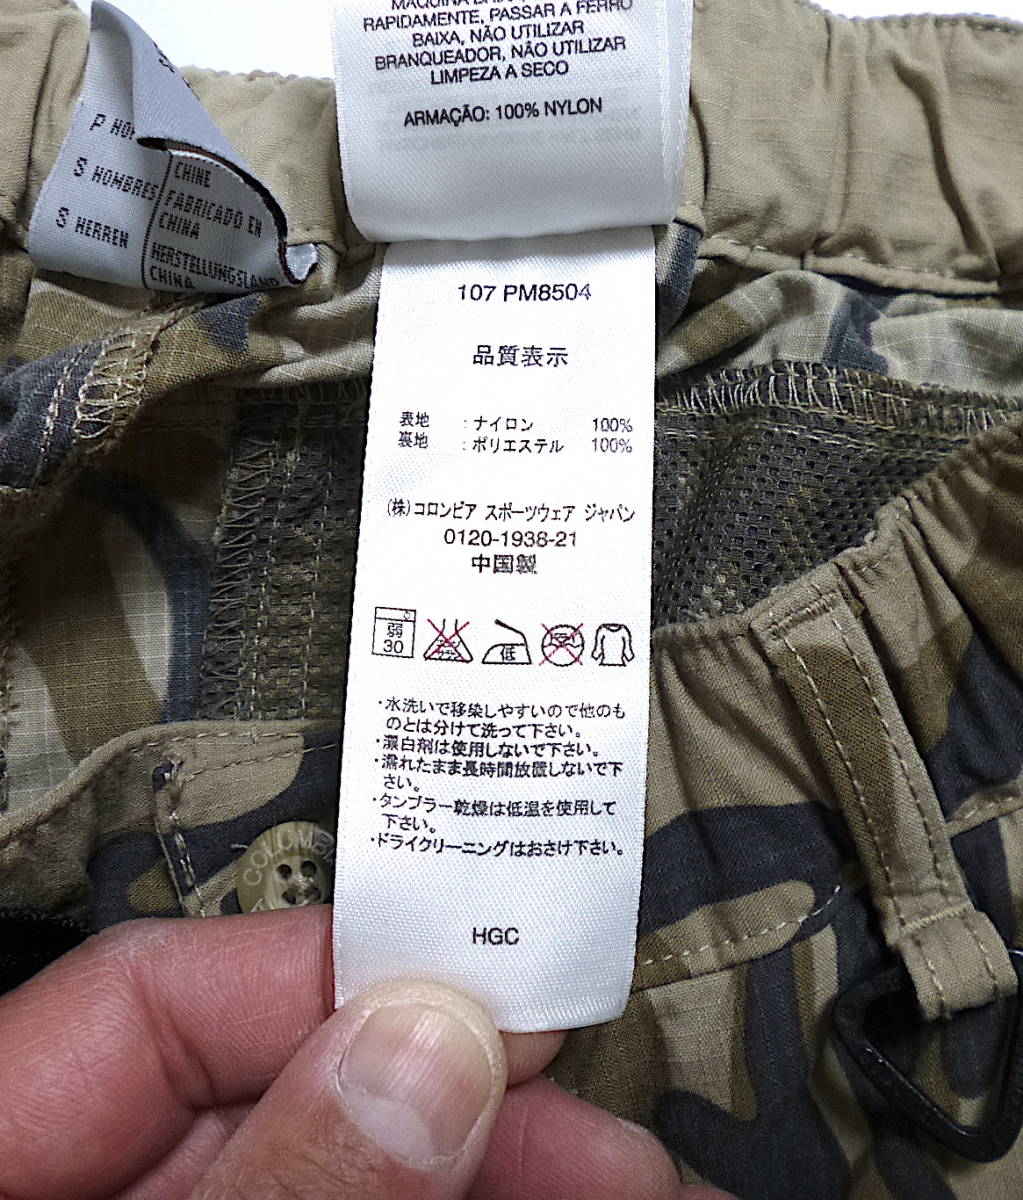 RAPIDAMENTE, PASSAR A FERRO
BAIXA, NÃO UTILIZAR
BRANQUEADOR, NÃO UTILIZAR
LIMPEZA A SECO
ARMAÇÃO: 100% NYLON
P
S HOMBRES
S HERREN
CHINE
FABRICADO EN
CHINA
HERSTELLUNGSLAND
CHINA
107 PM8504
品質表示
表地 : ナイロン 100%
裏地 : ポリエステル 100%
(株)コロンビア スポーツウェア ジャパン
0120-1938-21
中国製
弱
30
低
・水洗いで移染しやすいので他のも
のとは分けて洗って下さい。
・漂白剤は使用しないで下さい。
・濡れたまま長時間放置しないで下
さい。
・タンブラー乾燥は低温を使用して
下さい。
・ドライクリーニングはおさけ下さい。
HGC